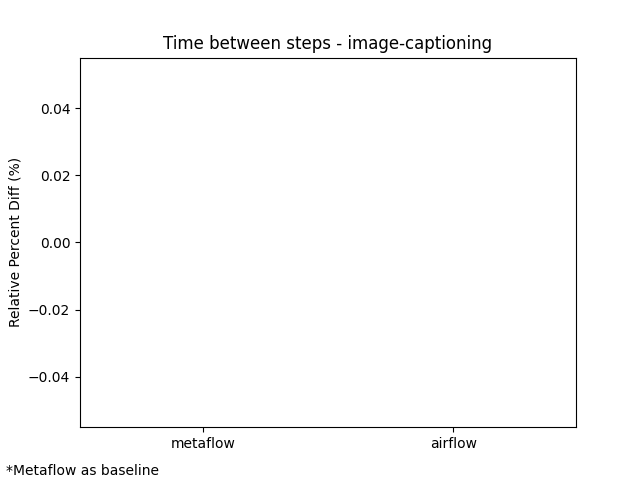 Time between steps - image-captioning
Relative Percent Diff (%)
0.04
0.02
0.00
−0.02
−0.04
metaflow
airflow
*Metaflow as baseline